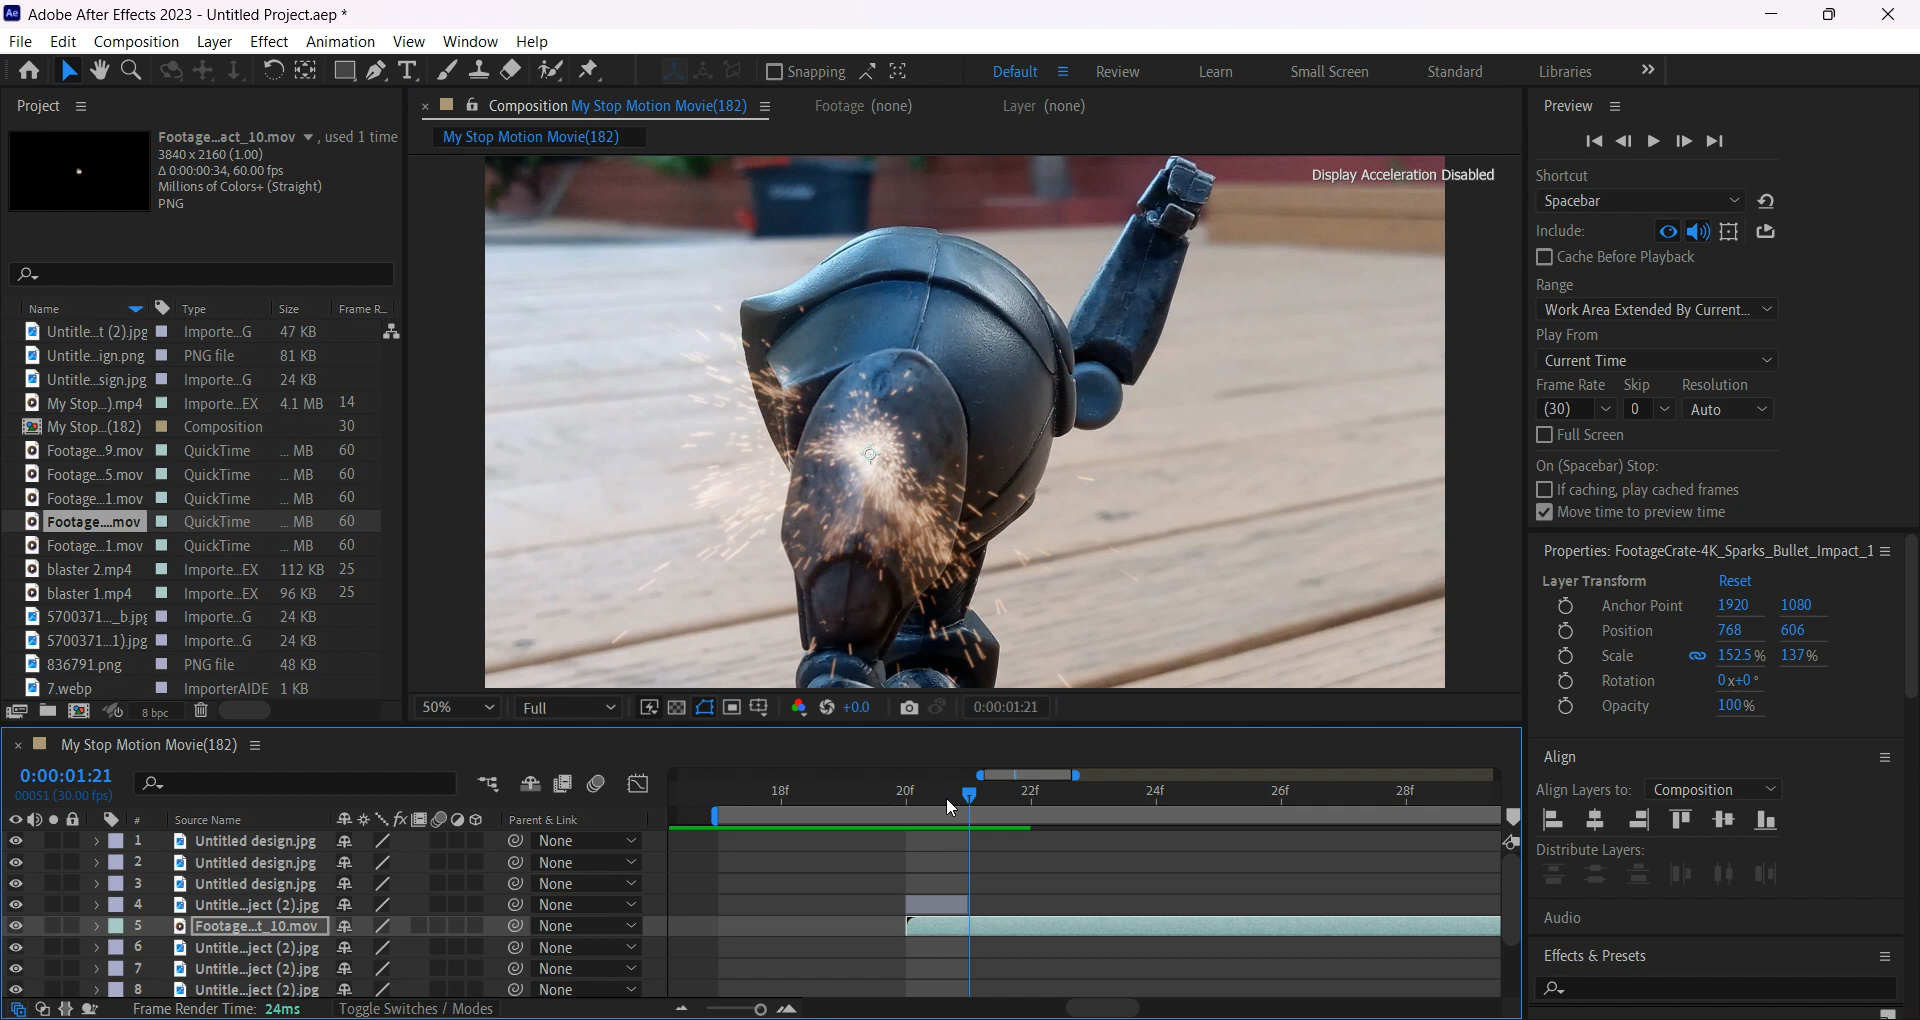 Adobe After Effects 2023 - Untitled Project.aep *
File Edit Composition Layer Effect Animation View Window Help
Snapping Default Review Learn Small Screen Standard Libraries
Project
Footage...act_10.mov , used 1 time
3840 x 2160 (1.00)
Δ 0:00:00:34, 60.00 fps
Millions of Colors+ (Straight)
PNG
Name Type Size Frame R...
Untitle...t (2).jpg Importe...G 47 KB
Untitle...ign.png PNG file 81 KB
Untitle...sign.jpg Importe...G 24 KB
My Stop...).mp4 Importe...EX 4.1 MB 14
My Stop...(182) Composition 30
Footage...9.mov QuickTime ... MB 60
Footage...5.mov QuickTime ... MB 60
Footage...1.mov QuickTime ... MB 60
Footage....mov QuickTime ... MB 60
Footage...1.mov QuickTime ... MB 60
blaster 2.mp4 Importe...EX 112 KB 25
blaster 1.mp4 Importe...EX 96 KB 25
5700371..._b.jpg Importe...G 24 KB
5700371...1).jpg Importe...G 24 KB
836791.png PNG file 48 KB
7.webp ImporterAIDE 1 KB
8 bpc
Composition My Stop Motion Movie(182) Footage (none) Layer (none)
My Stop Motion Movie(182)
Display Acceleration Disabled
50% Full +0.0 0:00:01:21
Preview
Shortcut
Spacebar
Include:
Cache Before Playback
Range
Work Area Extended By Current...
Play From
Current Time
Frame Rate Skip Resolution
(30) 0 Auto
Full Screen
On (Spacebar) Stop:
If caching, play cached frames
Move time to preview time
Properties: FootageCrate-4K_Sparks_Bullet_Impact_1
Layer Transform Reset
Anchor Point 1920 1080
Position 768 606
Scale 152.5 % 137 %
Rotation 0 x+0 °
Opacity 100 %
Align
Align Layers to: Composition
Distribute Layers:
Audio
Effects & Presets
My Stop Motion Movie(182)
0:00:01:21
00051 (30.00 fps)
18f 20f 22f 24f 26f 28f
# Source Name fx Parent & Link
1 Untitled design.jpg None
2 Untitled design.jpg None
3 Untitled design.jpg None
4 Untitle...ject (2).jpg None
5 Footage...t_10.mov None
6 Untitle...ject (2).jpg None
7 Untitle...ject (2).jpg None
8 Untitle...ject (2).jpg None
Frame Render Time: 24ms Toggle Switches / Modes